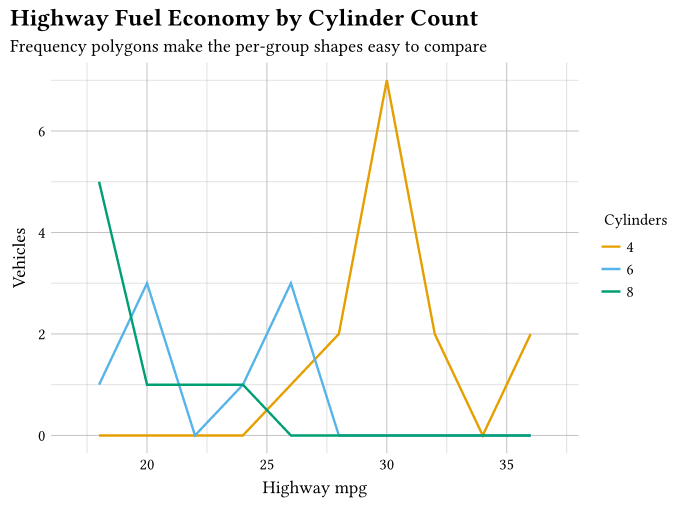 Highway Fuel Economy by Cylinder Count
Frequency polygons make the per-group shapes easy to compare
Vehicles
6
4
2
0
20 25 30 35
Highway mpg
Cylinders
4
6
8